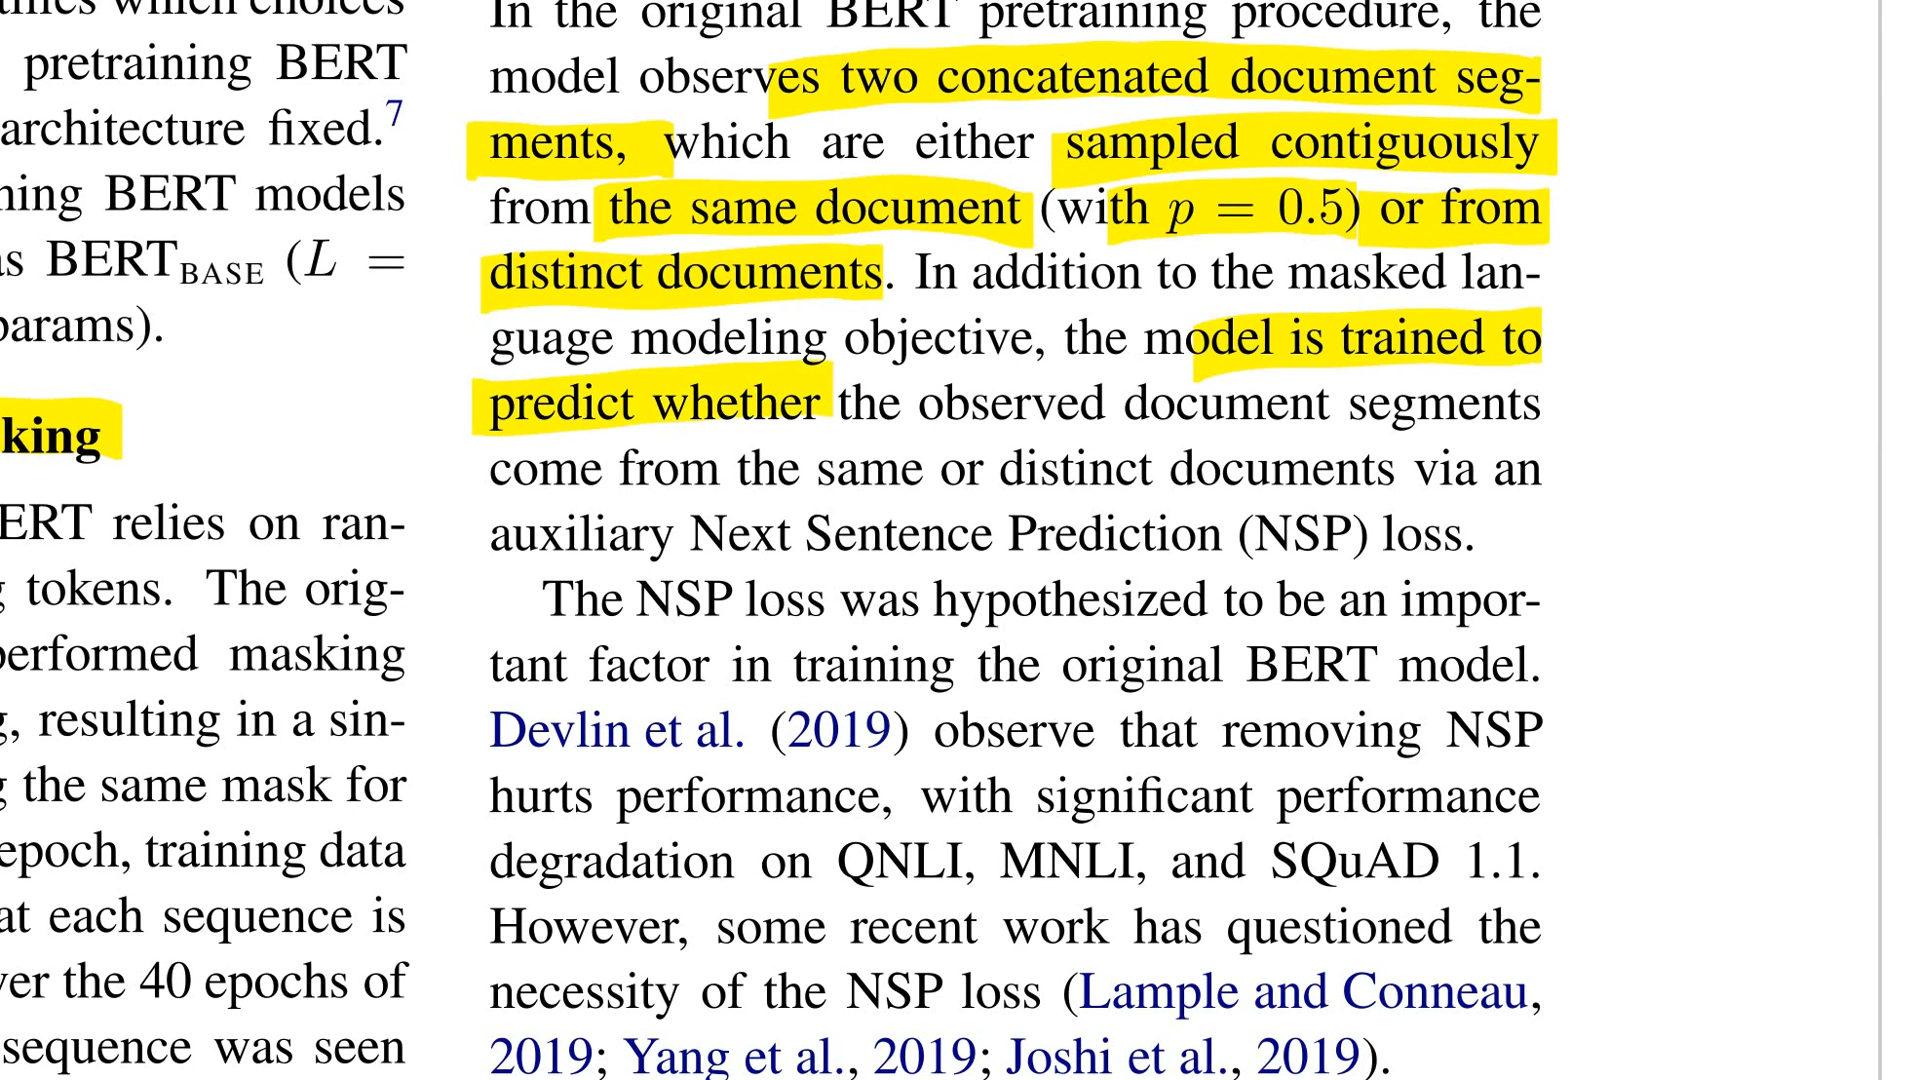 pretraining BERT
architecture fixed.7
BERT models
BERTBASE (L =
params).
king
ERT relies on ran-
tokens. The orig-
performed masking
, resulting in a sin-
the same mask for
epoch, training data
at each sequence is
ver the 40 epochs of
sequence was seen
In the original BERT pretraining procedure, the
model observes two concatenated document seg-
ments, which are either sampled contiguously
from the same document (with p = 0.5) or from
distinct documents. In addition to the masked lan-
guage modeling objective, the model is trained to
predict whether the observed document segments
come from the same or distinct documents via an
auxiliary Next Sentence Prediction (NSP) loss.
The NSP loss was hypothesized to be an impor-
tant factor in training the original BERT model.
Devlin et al. (2019) observe that removing NSP
hurts performance, with significant performance
degradation on QNLI, MNLI, and SQuAD 1.1.
However, some recent work has questioned the
necessity of the NSP loss (Lample and Conneau,
2019; Yang et al., 2019; Joshi et al., 2019).